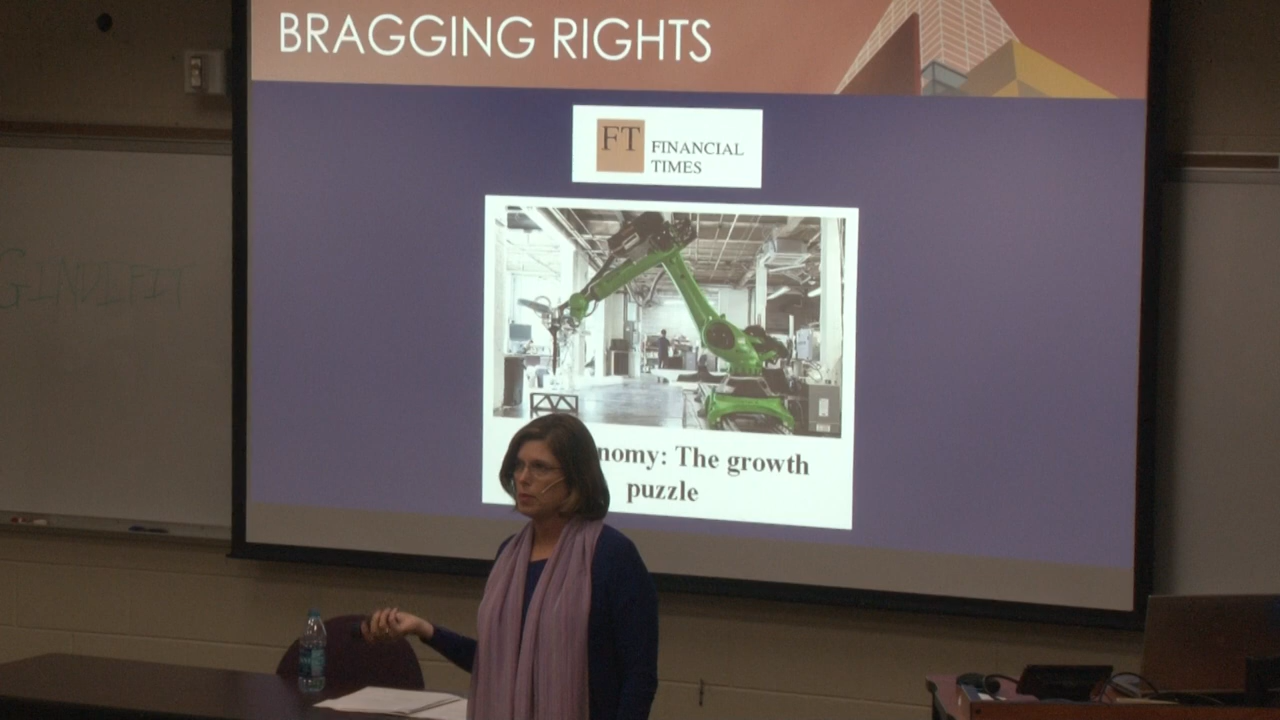 BRAGGING RIGHTS
FT
FINANCIAL
TIMES
nomy: The growth
puzzle